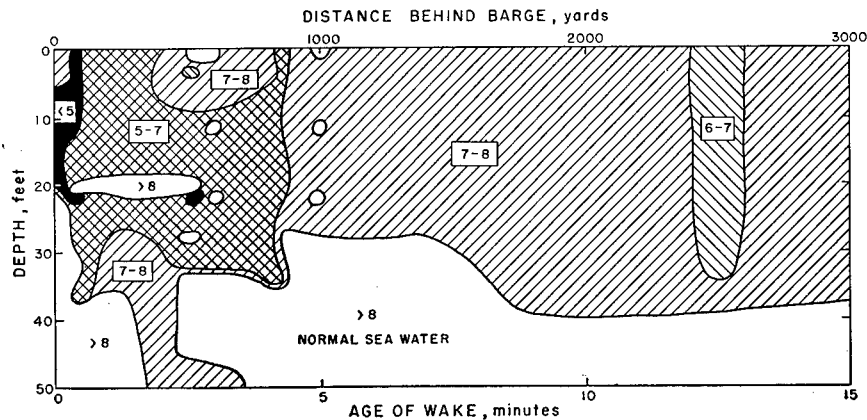 DISTANCE BEHIND BARGE, yards
0 1000 2000 3000
0
10
20
30
40
50
DEPTH, feet
<5
5-7
7-8
>8
7-8
>8
7-8
6-7
>8
NORMAL SEA WATER
0 5 10 15
AGE OF WAKE, minutes